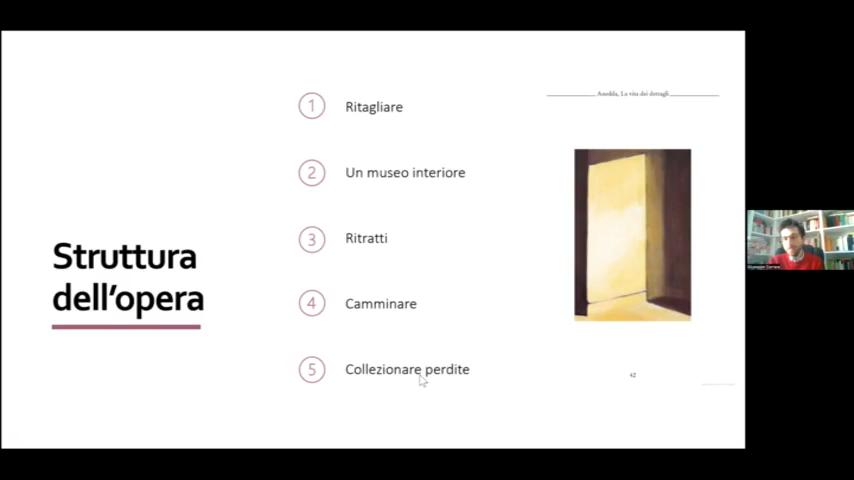 Struttura
dell’opera
1
Ritagliare
2
Un museo interiore
3
Ritratti
4
Camminare
5
Collezionare perdite
Anedda, La vita dei dettagli
42